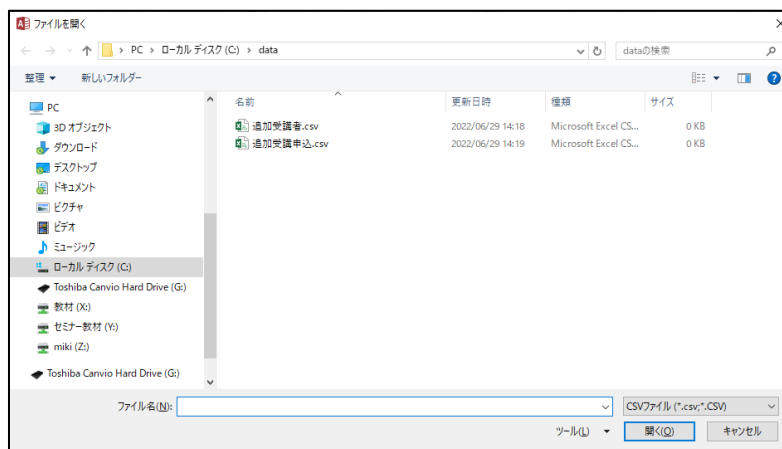 ファイルを開く
PC › ローカル ディスク (C:) › data
dataの検索
整理
新しいフォルダー
名前 更新日時 種類 サイズ
追加受講者.csv 2022/06/29 14:18 Microsoft Excel CS... 0 KB
追加受講申込.csv 2022/06/29 14:19 Microsoft Excel CS... 0 KB
PC
3D オブジェクト
ダウンロード
デスクトップ
ドキュメント
ピクチャ
ビデオ
ミュージック
ローカル ディスク (C:)
Toshiba Canvio Hard Drive (G:)
教材 (X:)
セミナー教材 (Y:)
miki (Z:)
Toshiba Canvio Hard Drive (G:)
ファイル名(N):
CSVファイル (*.csv;*.CSV)
ツール(L)
開く(O)
キャンセル